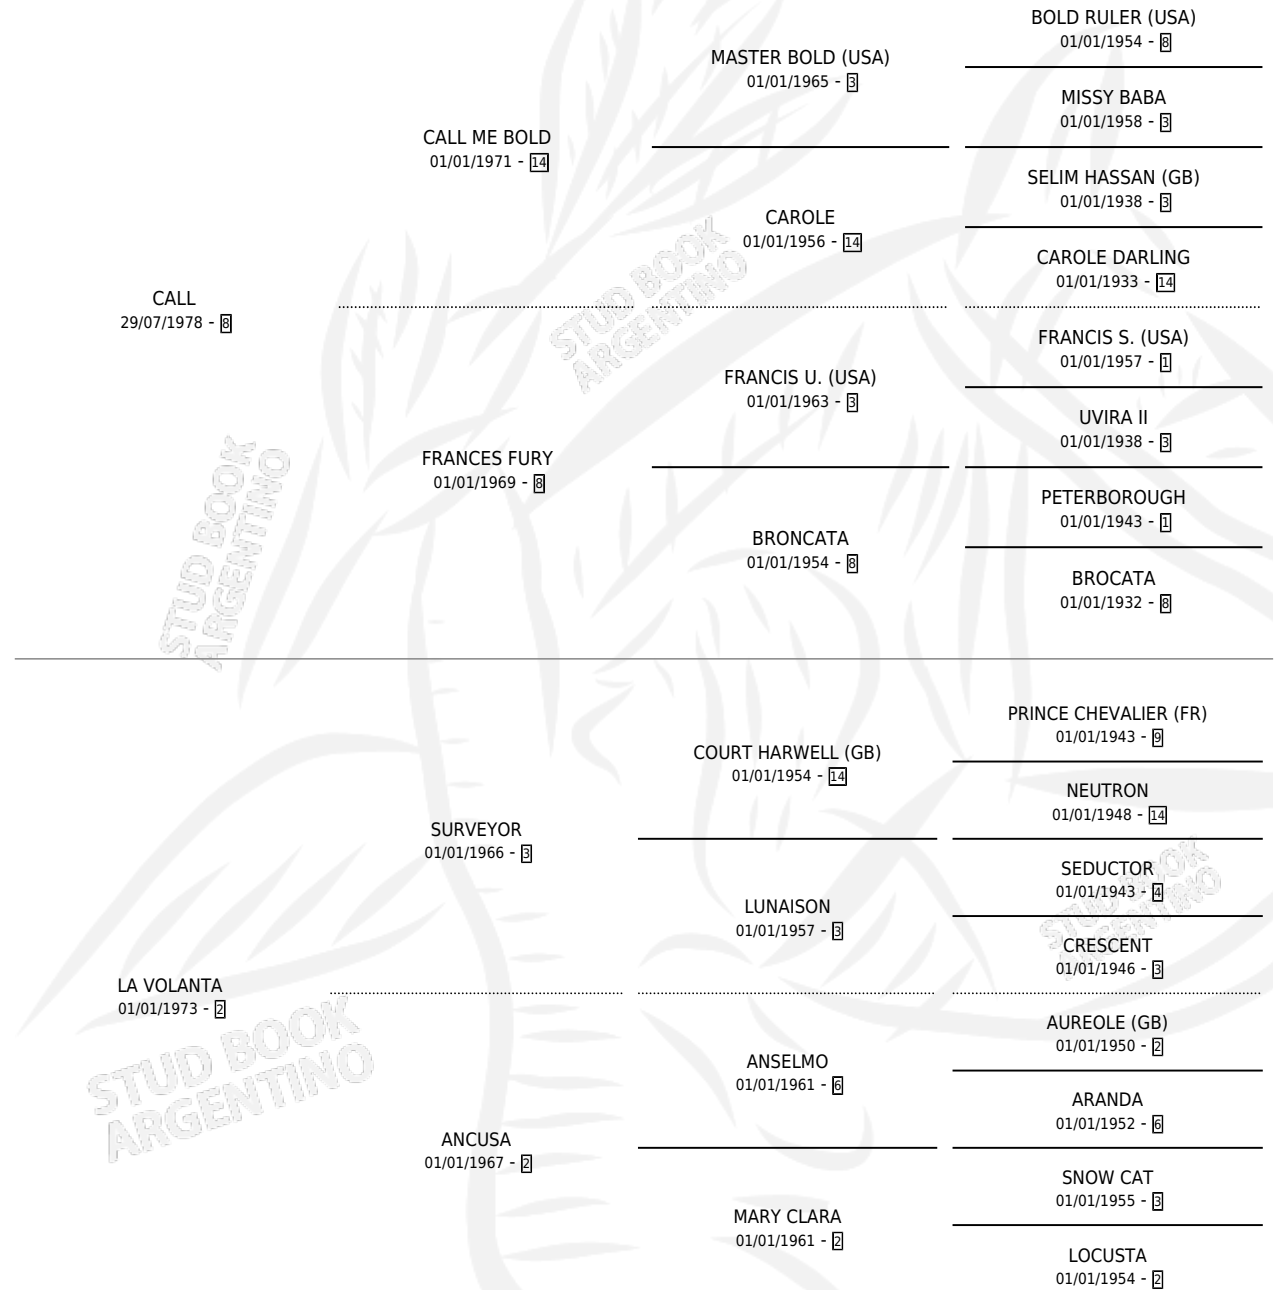 BOLD RULER (USA)
01/01/1954 - 8
MASTER BOLD (USA)
01/01/1965 - 3
MISSY BABA
01/01/1958 - 3
CALL ME BOLD
01/01/1971 - 14
SELIM HASSAN (GB)
01/01/1938 - 3
CAROLE
01/01/1956 - 14
CAROLE DARLING
01/01/1933 - 14
CALL
29/07/1978 - 8
STUD BOOK
ARGENTINO
FRANCIS S. (USA)
01/01/1957 - 1
FRANCIS U. (USA)
01/01/1963 - 3
UVIRA II
01/01/1938 - 3
FRANCES FURY
01/01/1969 - 8
PETERBOROUGH
01/01/1943 - 1
BRONCATA
01/01/1954 - 8
BROCATA
01/01/1932 - 8
STUD BOOK
ARGENTINO
PRINCE CHEVALIER (FR)
01/01/1943 - 9
COURT HARWELL (GB)
01/01/1954 - 14
NEUTRON
01/01/1948 - 14
SURVEYOR
01/01/1966 - 3
SEDUCTOR
01/01/1943 - 4
LUNAISON
01/01/1957 - 3
CRESCENT
01/01/1946 - 3
STUD BOOK
ARGENTINO
LA VOLANTA
01/01/1973 - 2
AUREOLE (GB)
01/01/1950 - 2
ANSELMO
01/01/1961 - 6
ARANDA
01/01/1952 - 6
STUD BOOK
ARGENTINO
ANCUSA
01/01/1967 - 2
SNOW CAT
01/01/1955 - 3
MARY CLARA
01/01/1961 - 2
LOCUSTA
01/01/1954 - 2